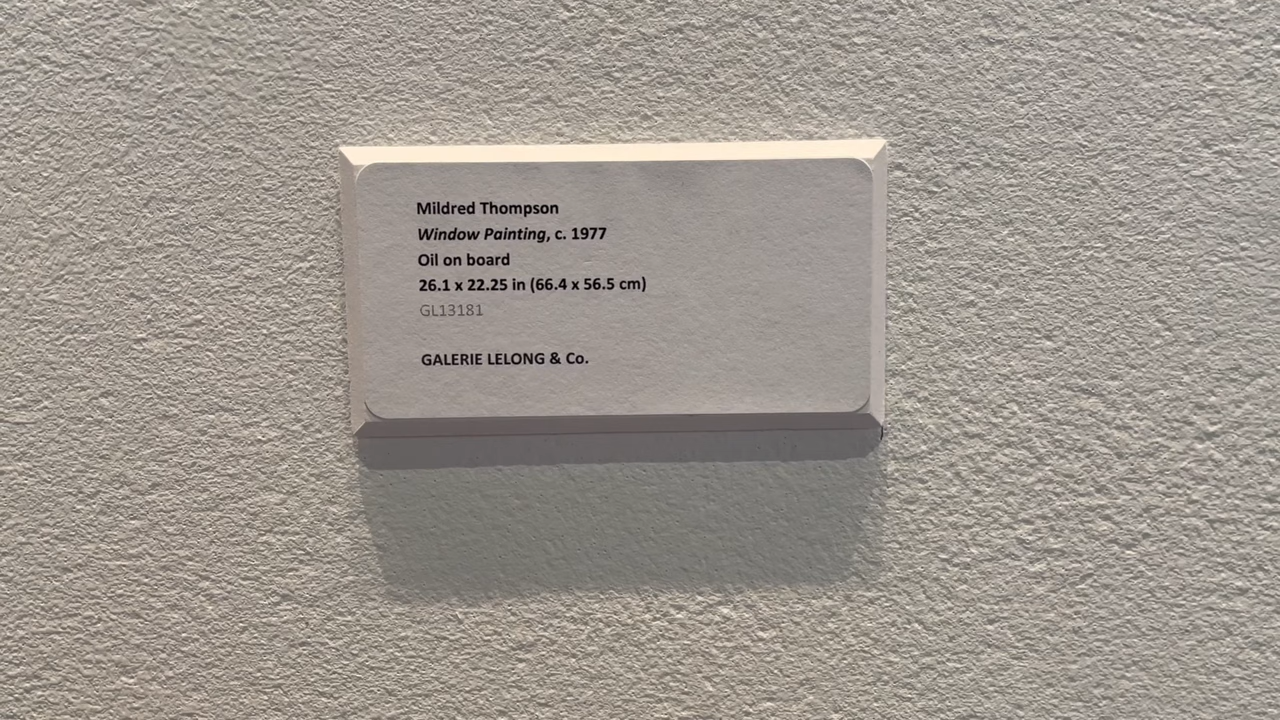 Mildred Thompson
Window Painting, c. 1977
Oil on board
26.1 x 22.25 in (66.4 x 56.5 cm)
GL13181
GALERIE LELONG & Co.